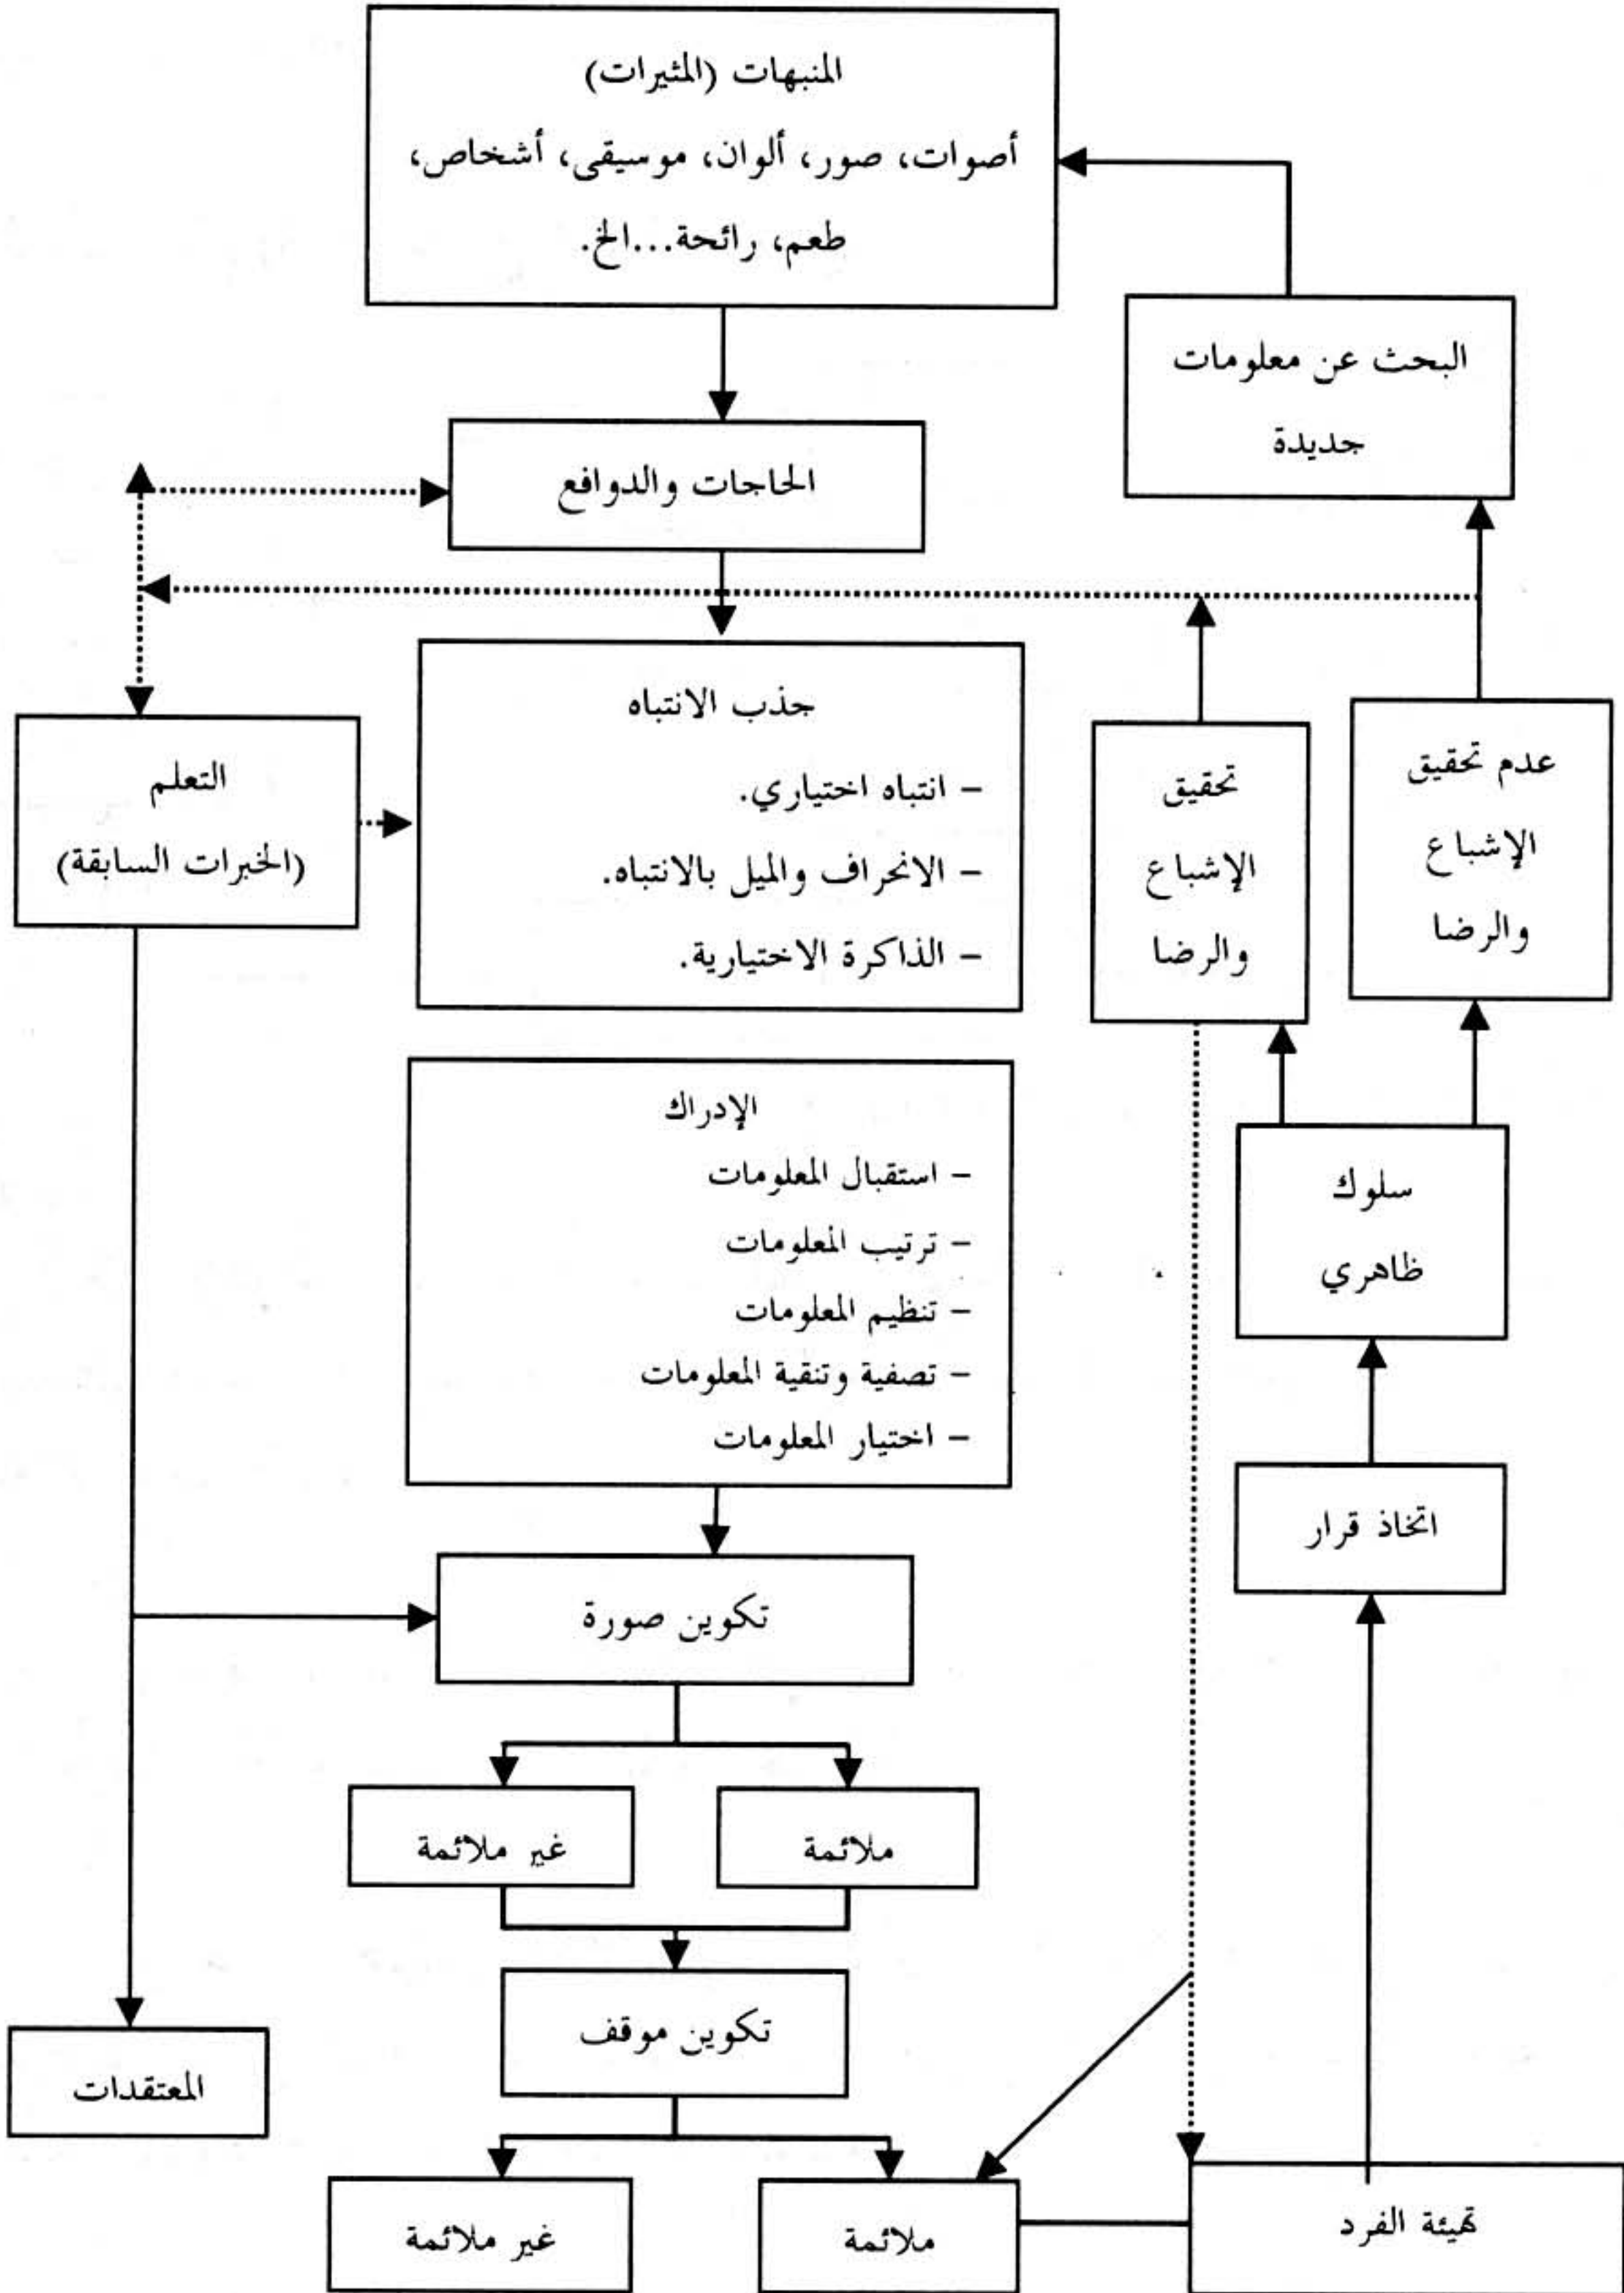 المنبهات (المثيرات)
أصوات، صور، ألوان، موسيقى، أشخاص،
طعم، رائحة...الخ.
البحث عن معلومات
جديدة
الحاجات والدوافع
جذب الانتباه
- انتباه اختياري.
- الانحراف والميل بالانتباه.
- الذاكرة الاختيارية.
التعلم
(الخبرات السابقة)
تحقيق
الإشباع
والرضا
عدم تحقيق
الإشباع
والرضا
الإدراك
- استقبال المعلومات
- ترتيب المعلومات
- تنظيم المعلومات
- تصفية وتنقية المعلومات
- اختيار المعلومات
سلوك
ظاهري
اتخاذ قرار
تكوين صورة
ملائمة
غير ملائمة
تكوين موقف
المعتقدات
تهيئة الفرد
ملائمة
غير ملائمة